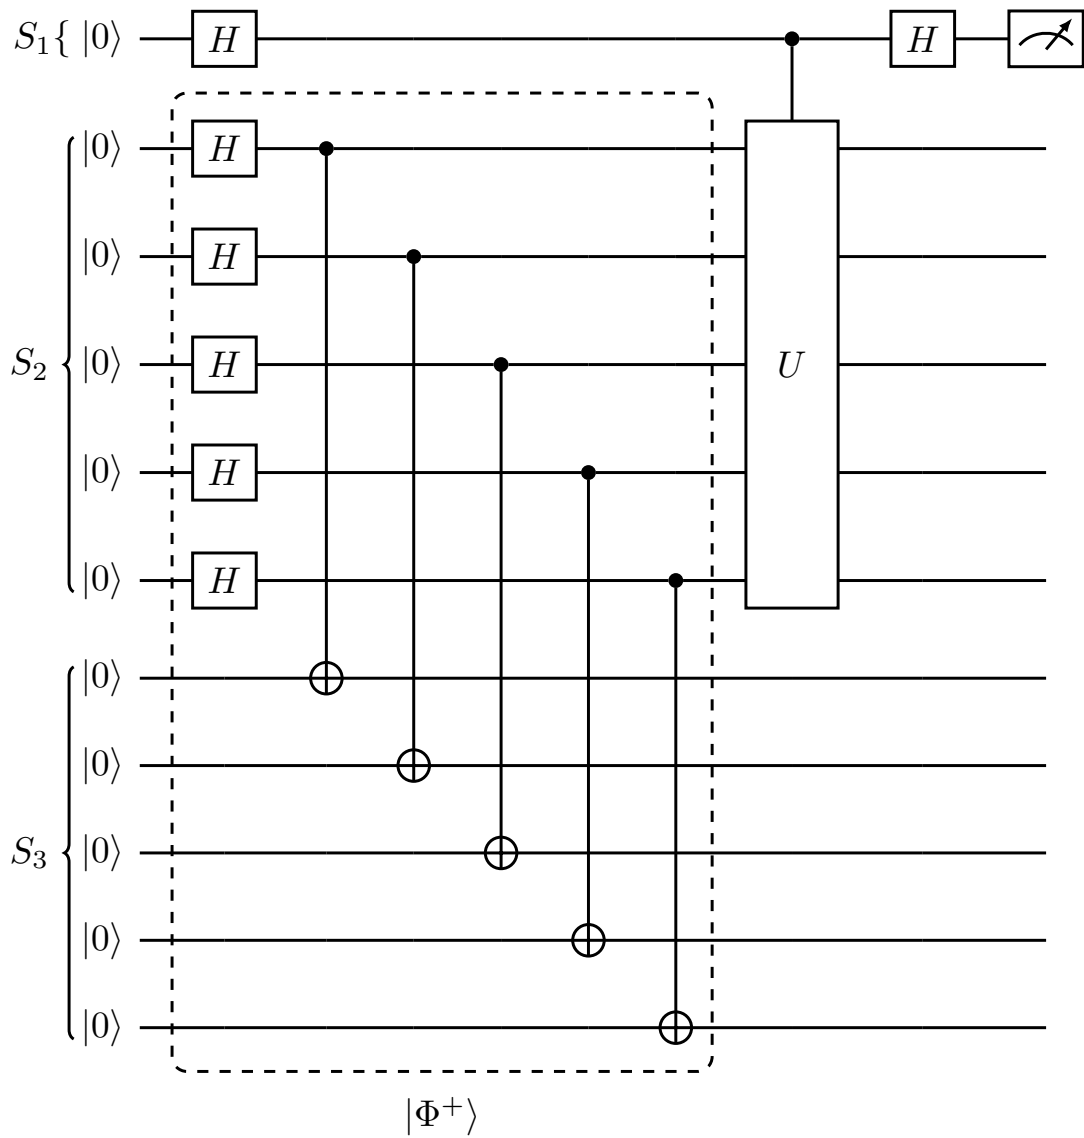 S₁{ |0⟩ H H
|0⟩ H
|0⟩ H
S₂ { |0⟩ H U
|0⟩ H
|0⟩ H
|0⟩
|0⟩
S₃ { |0⟩
|0⟩
|0⟩
|Φ⁺⟩